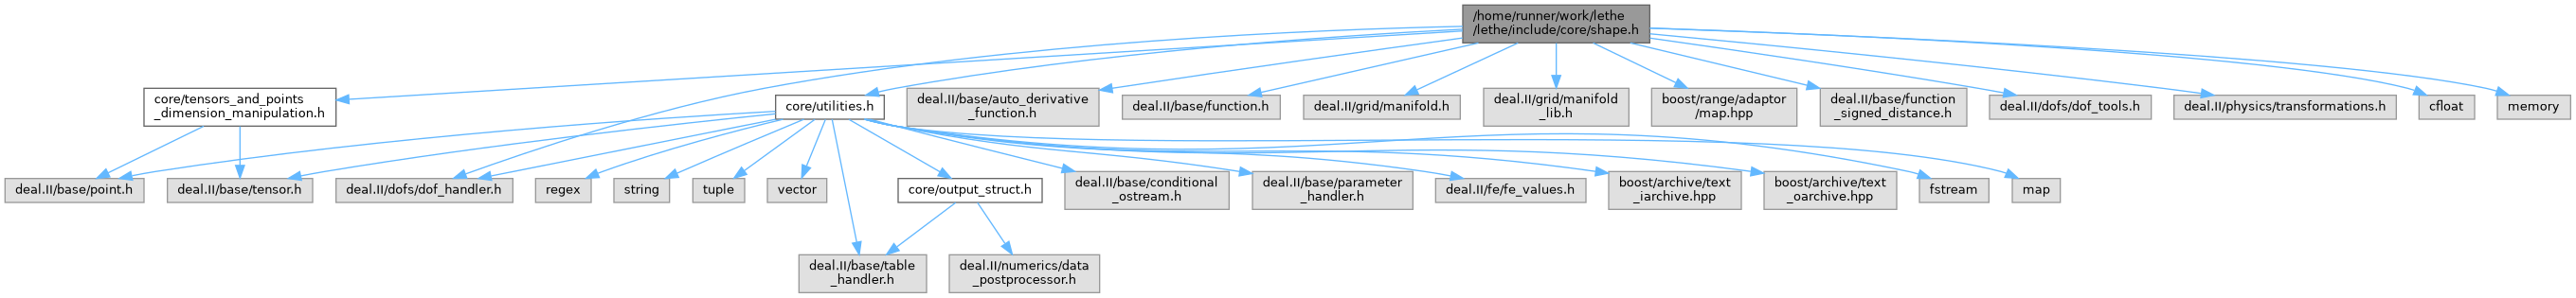 /home/runner/work/lethe
/lethe/include/core/shape.h
core/tensors_and_points
_dimension_manipulation.h
core/utilities.h
deal.II/base/auto_derivative
_function.h
deal.II/base/function.h
deal.II/grid/manifold.h
deal.II/grid/manifold
_lib.h
boost/range/adaptor
/map.hpp
deal.II/base/function
_signed_distance.h
deal.II/dofs/dof_tools.h
deal.II/physics/transformations.h
cfloat
memory
deal.II/base/point.h
deal.II/base/tensor.h
deal.II/dofs/dof_handler.h
regex
string
tuple
vector
core/output_struct.h
deal.II/base/conditional
_ostream.h
deal.II/base/parameter
_handler.h
deal.II/fe/fe_values.h
boost/archive/text
_iarchive.hpp
boost/archive/text
_oarchive.hpp
fstream
map
deal.II/base/table
_handler.h
deal.II/numerics/data
_postprocessor.h